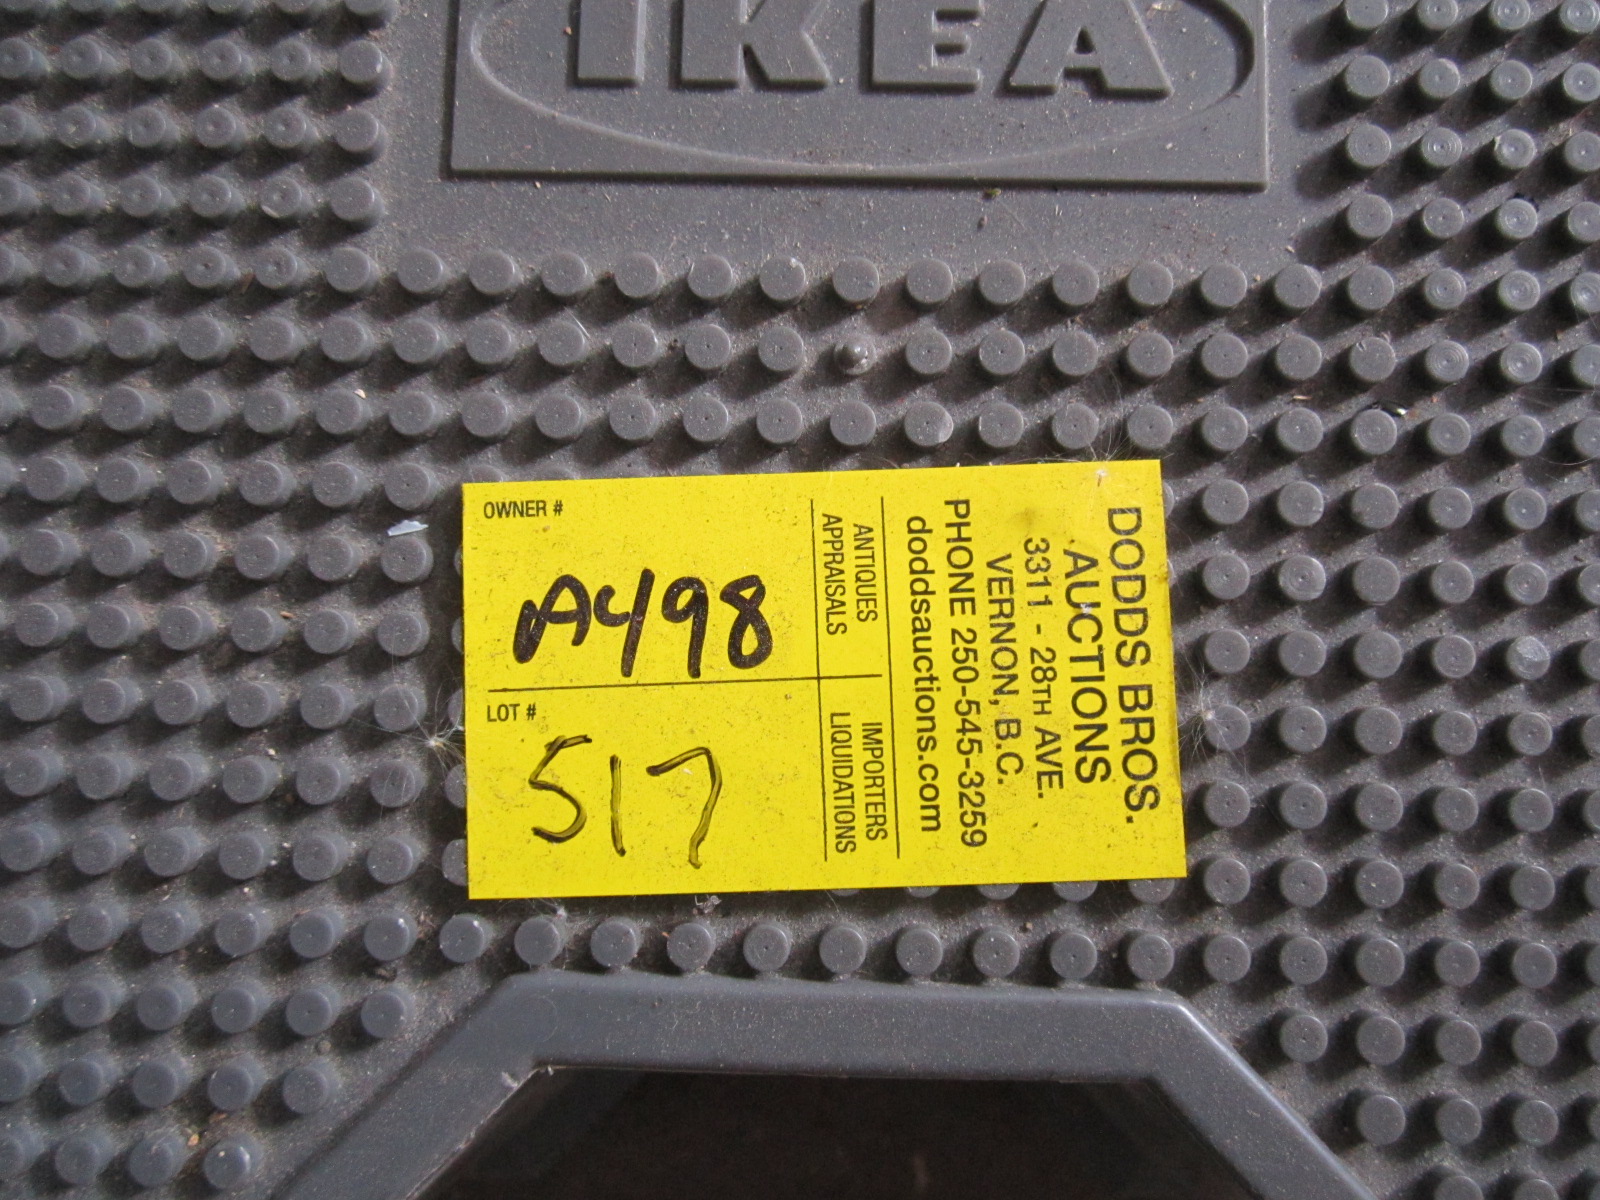 IKEA
OWNER #
A498
LOT #
517
ANTIQUES
APPRAISALS
IMPORTERS
LIQUIDATIONS
DODDS BROS.
AUCTIONS
3311 - 28TH AVE.
VERNON, B.C.
PHONE 250-545-3259
doddsauctions.com